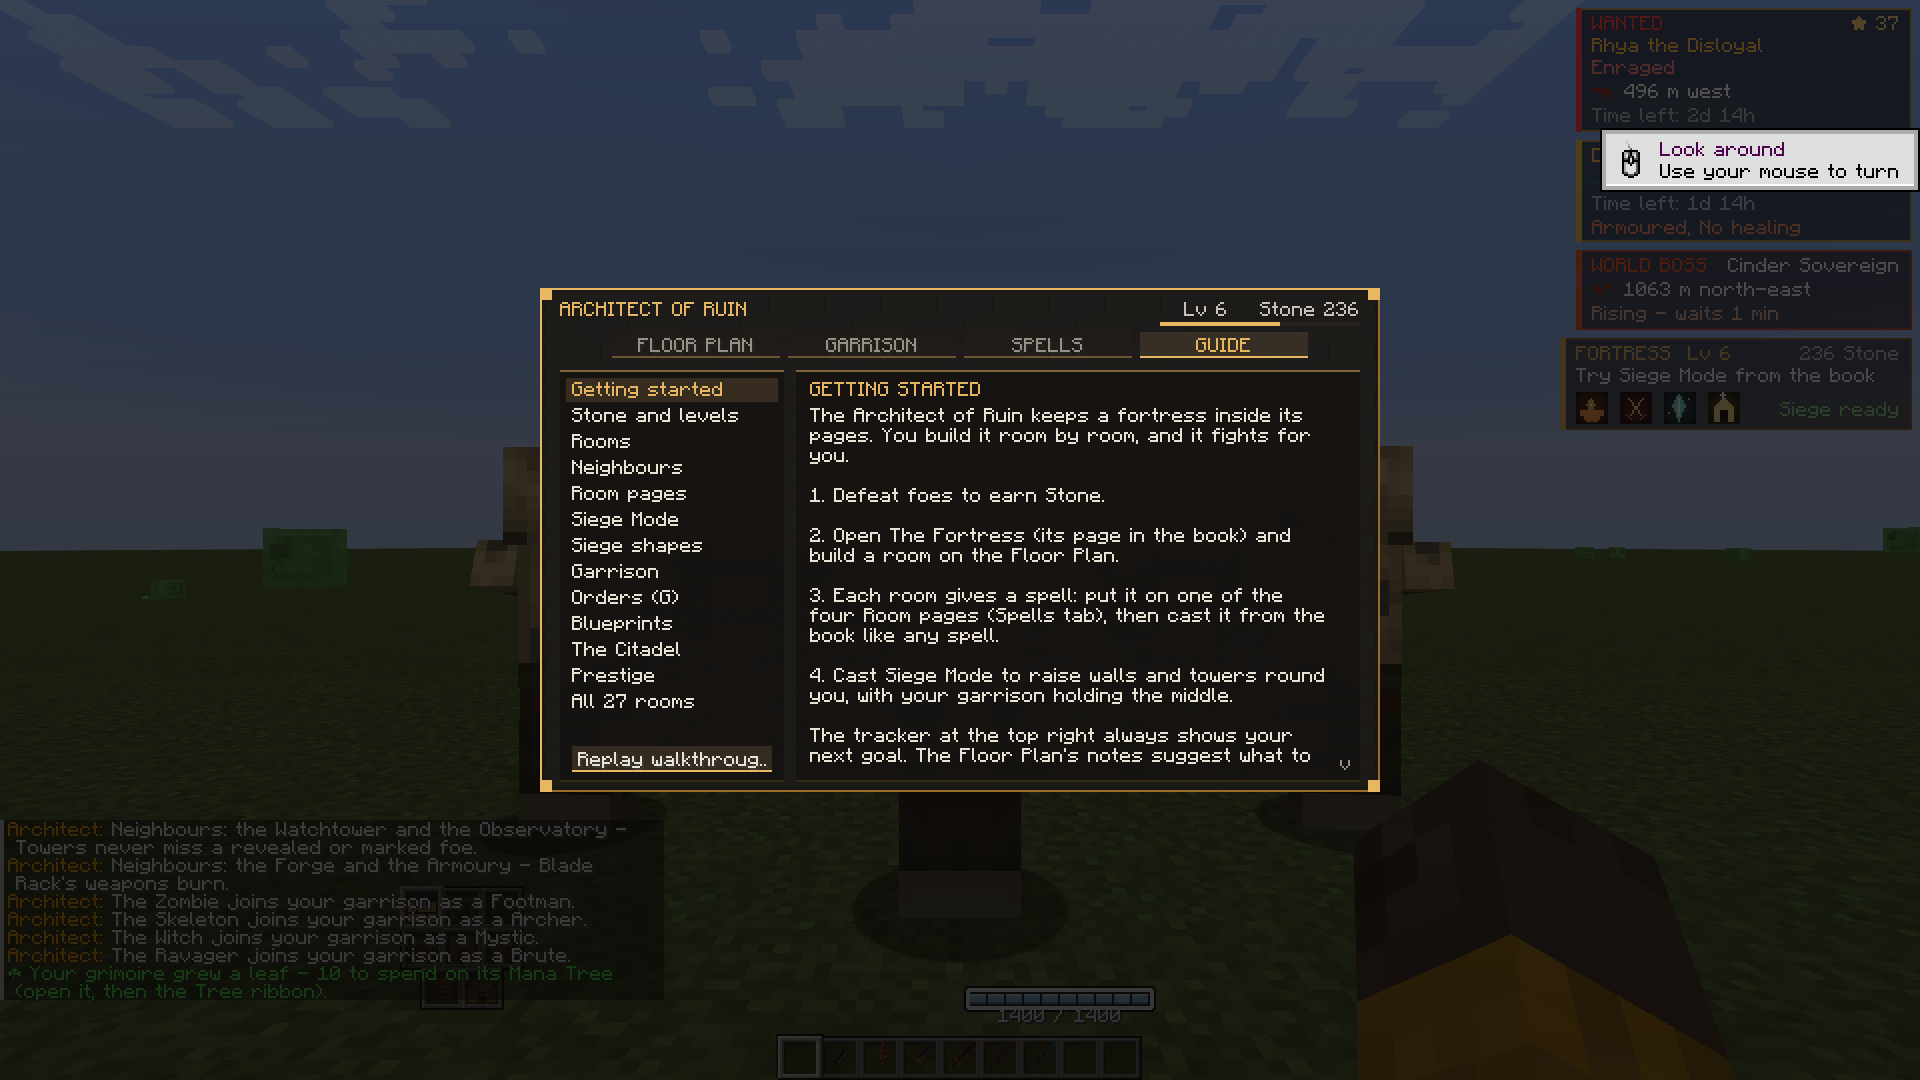 WANTED ★ 37
Rhya the Disloyal
Enraged
496 m west
Time left: 2d 14h
Look around
Use your mouse to turn
Time left: 1d 14h
Armoured, No healing
WORLD BOSS Cinder Sovereign
1063 m north-east
Rising - waits 1 min
FORTRESS Lv 6 236 Stone
Try Siege Mode from the book
Siege ready
ARCHITECT OF RUIN Lv 6 Stone 236
FLOOR PLAN GARRISON SPELLS GUIDE
Getting started
Stone and levels
Rooms
Neighbours
Room pages
Siege Mode
Siege shapes
Garrison
Orders (G)
Blueprints
The Citadel
Prestige
All 27 rooms
Replay walkthroug..
GETTING STARTED
The Architect of Ruin keeps a fortress inside its
pages. You build it room by room, and it fights for
you.
1. Defeat foes to earn Stone.
2. Open The Fortress (its page in the book) and
build a room on the Floor Plan.
3. Each room gives a spell: put it on one of the
four Room pages (Spells tab), then cast it from the
book like any spell.
4. Cast Siege Mode to raise walls and towers round
you, with your garrison holding the middle.
The tracker at the top right always shows your
next goal. The Floor Plan's notes suggest what to
Architect: Neighbours: the Watchtower and the Observatory -
Towers never miss a revealed or marked foe.
Architect: Neighbours: the Forge and the Armoury - Blade
Rack's weapons burn.
Architect: The Zombie joins your garrison as a Footman.
Architect: The Skeleton joins your garrison as a Archer.
Architect: The Witch joins your garrison as a Mystic.
Architect: The Ravager joins your garrison as a Brute.
Your grimoire grew a leaf - 10 to spend on its Mana Tree
(open it, then the Tree ribbon).
1400 / 1400